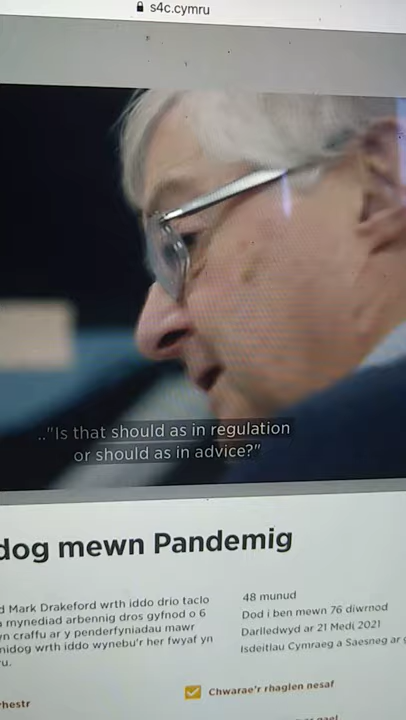 s4c.cymru
.."Is that should as in regulation
or should as in advice?"
dog mewn Pandemig
d Mark Drakeford wrth iddo drio taclo
mynediad arbennig dros gyfnod o 6
yn craffu ar y penderfyniadau mawr
nidog wrth iddo wynebu'r her fwyaf yn
ru.
48 munud
Dod i ben mewn 76 diwrnod
Darlledwyd ar 21 Medi 2021
Isdeitlau Cymraeg a Saesneg ar g
rhestr
Chwarae'r rhaglen nesaf